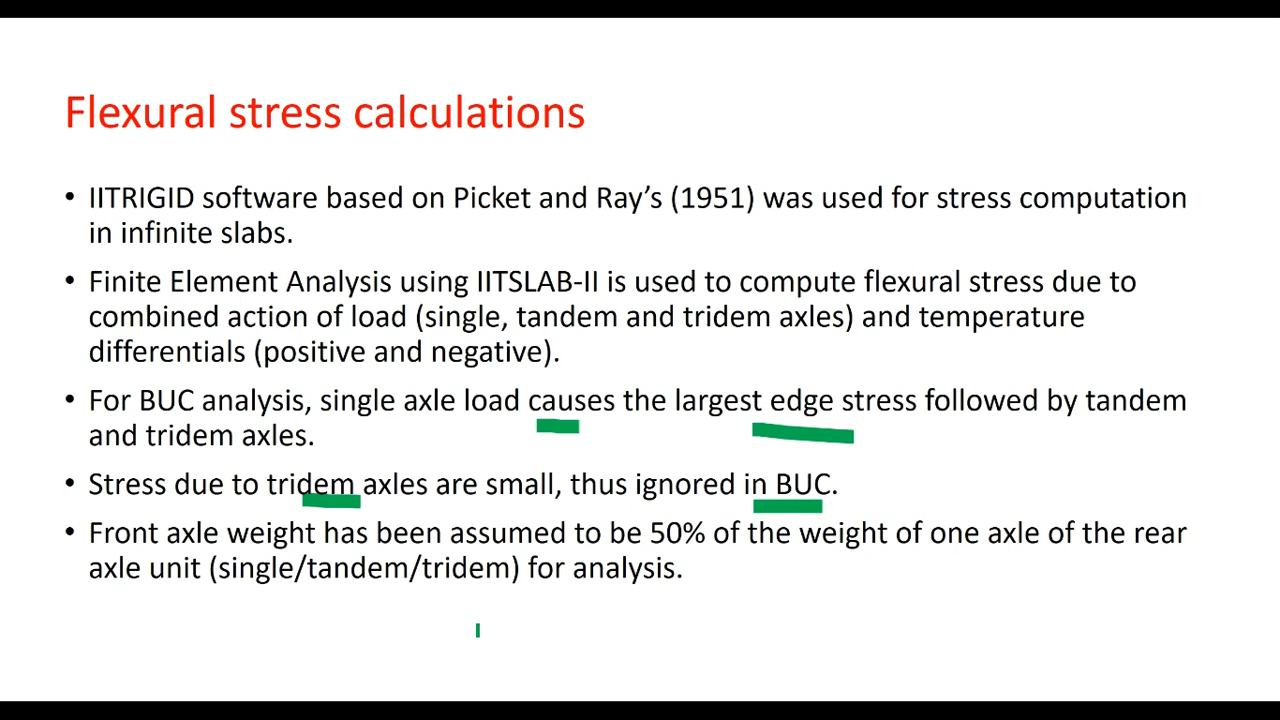 Flexural stress calculations
• IITRIGID software based on Picket and Ray's (1951) was used for stress computation
in infinite slabs.
• Finite Element Analysis using IITSLAB-II is used to compute flexural stress due to
combined action of load (single, tandem and tridem axles) and temperature
differentials (positive and negative).
• For BUC analysis, single axle load causes the largest edge stress followed by tandem
and tridem axles.
• Stress due to tridem axles are small, thus ignored in BUC.
• Front axle weight has been assumed to be 50% of the weight of one axle of the rear
axle unit (single/tandem/tridem) for analysis.